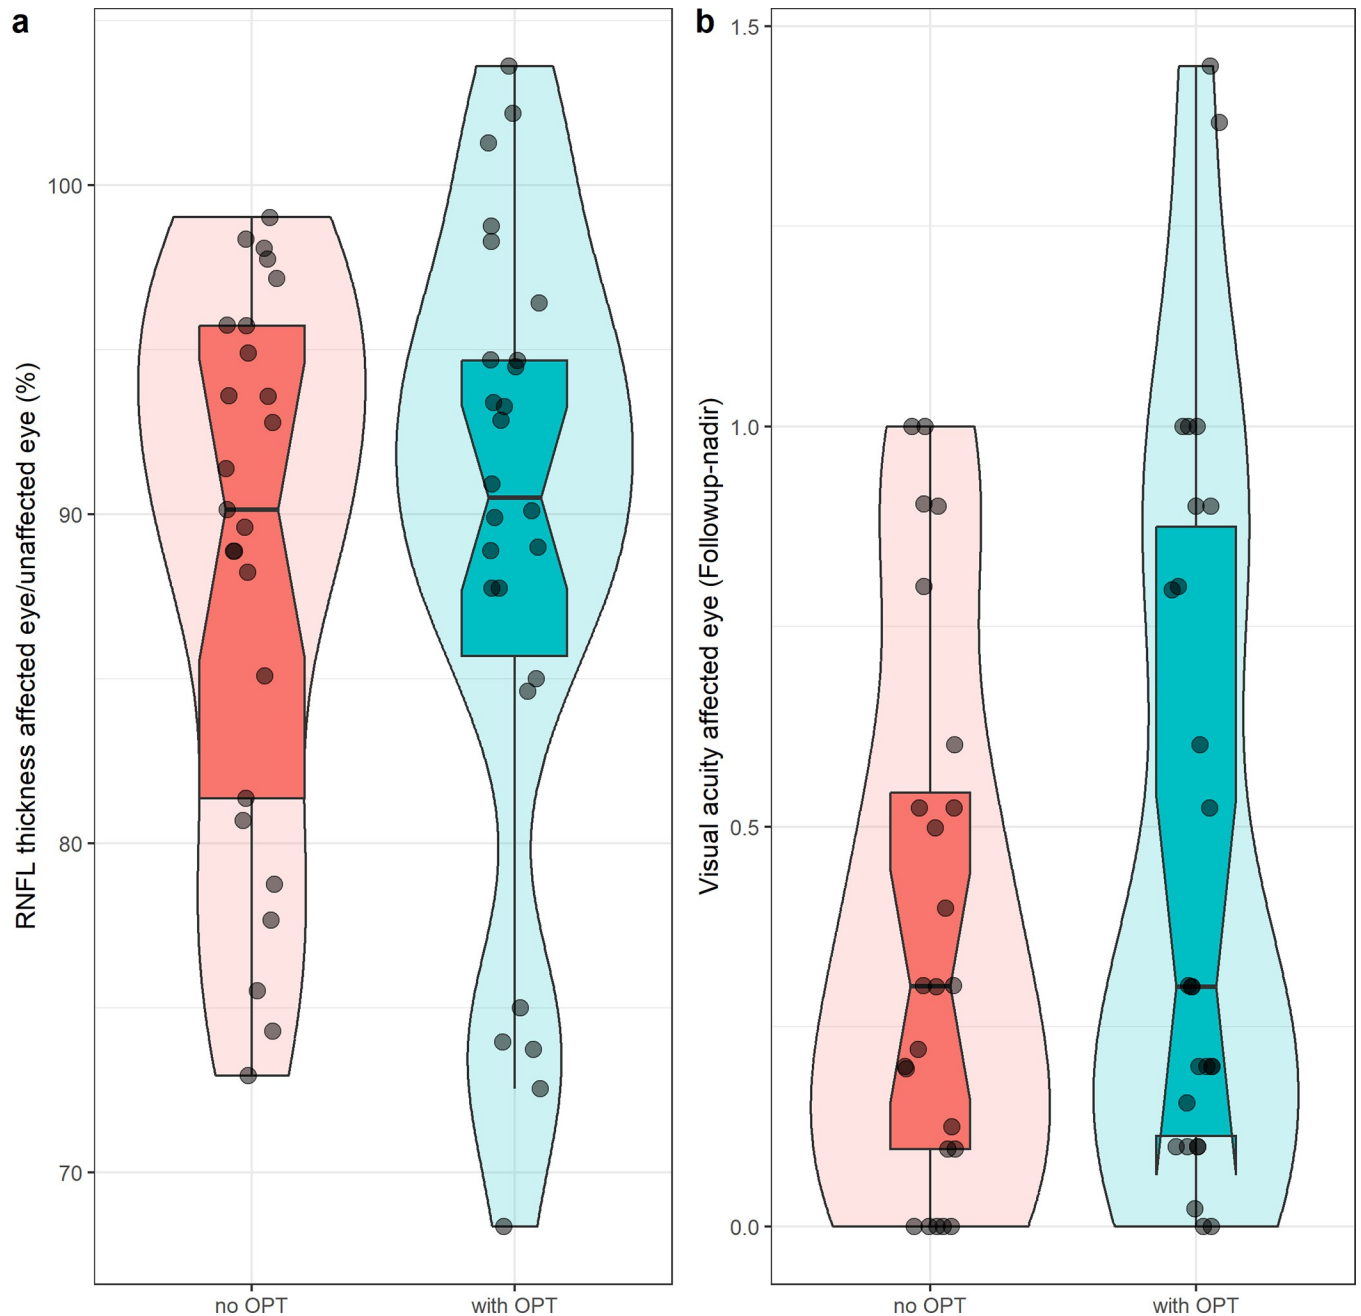 a
RNFL thickness affected eye/unaffected eye (%)
100
90
80
70
no OPT
with OPT
b
Visual acuity affected eye (Followup-nadir)
1.5
1.0
0.5
0.0
no OPT
with OPT